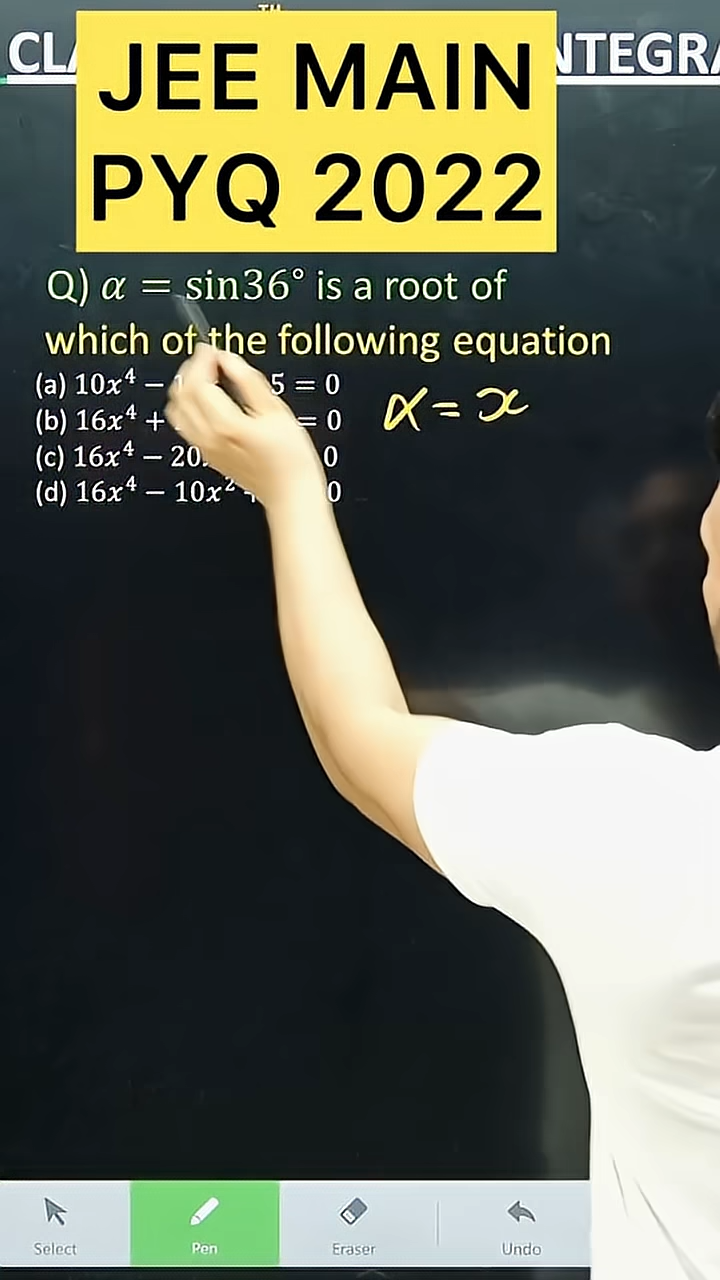 TH
CL
NTEGRA
JEE MAIN
PYQ 2022
Q) α = sin36° is a root of
which of the following equation
(a) 10x⁴ − 5 = 0
(b) 16x⁴ + = 0
(c) 16x⁴ − 20 0
(d) 16x⁴ − 10x² + 0
α = x
Select
Pen
Eraser
Undo